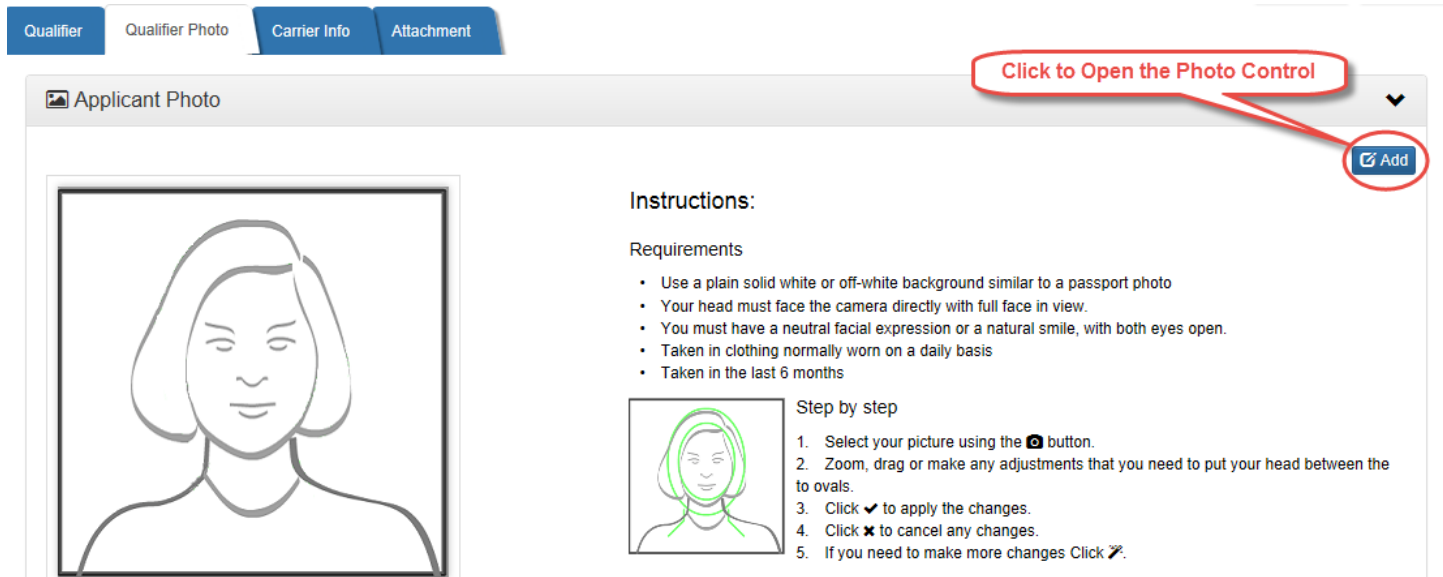 Qualifier Qualifier Photo Carrier Info Attachment
Click to Open the Photo Control
Applicant Photo
Add
Instructions:
Requirements
• Use a plain solid white or off-white background similar to a passport photo
• Your head must face the camera directly with full face in view.
• You must have a neutral facial expression or a natural smile, with both eyes open.
• Taken in clothing normally worn on a daily basis
• Taken in the last 6 months
Step by step
1. Select your picture using the button.
2. Zoom, drag or make any adjustments that you need to put your head between the
to ovals.
3. Click ✔ to apply the changes.
4. Click ✖ to cancel any changes.
5. If you need to make more changes Click .